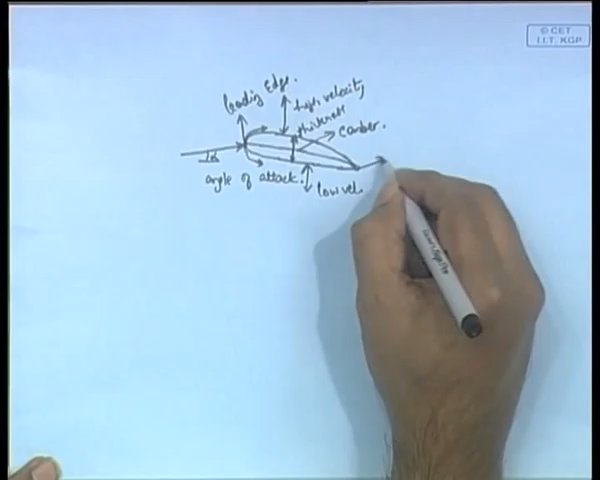 © CET
I.I.T. KGP
leading Edge.
high velocity
thickness
camber.
α
angle of attack.
low vel.